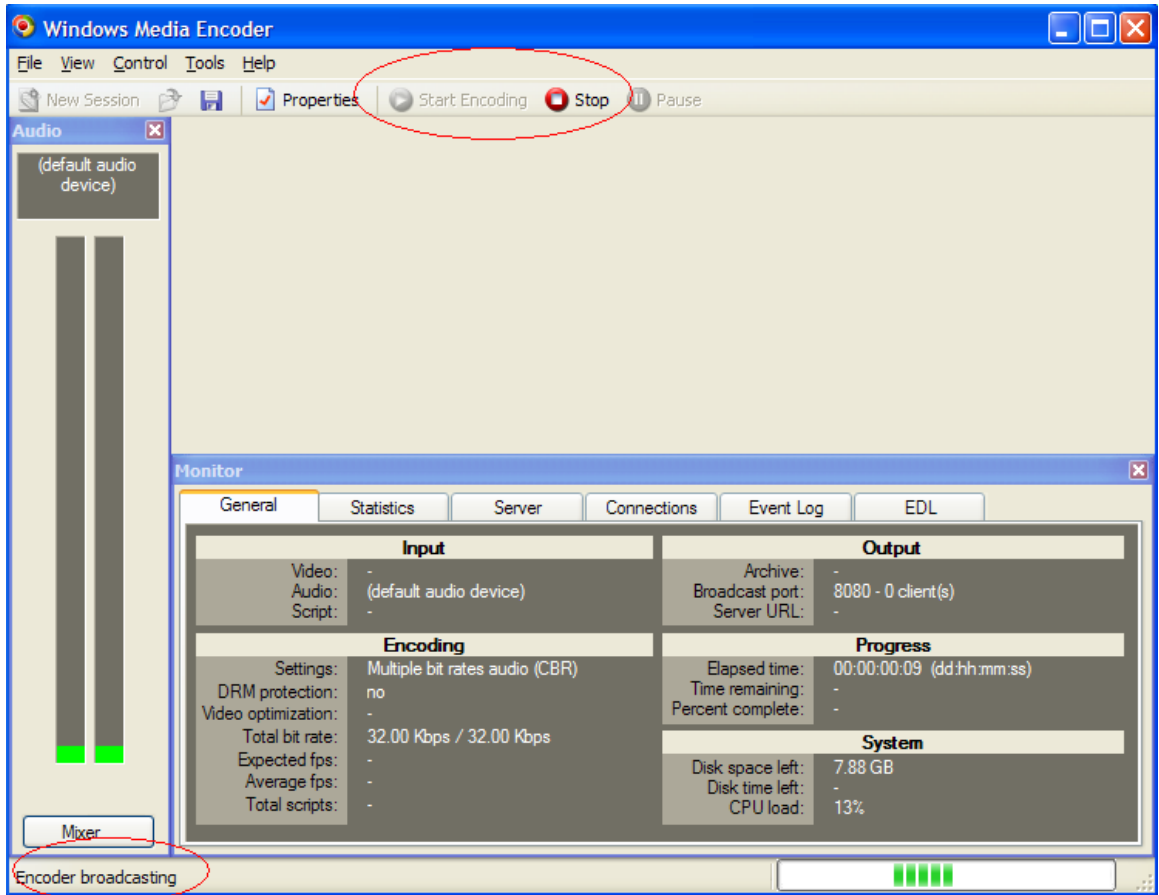 Windows Media Encoder
File View Control Tools Help
New Session Properties Start Encoding Stop Pause
Audio
(default audio
device)
Mixer
Monitor
General Statistics Server Connections Event Log EDL
Input
Video: -
Audio: (default audio device)
Script: -
Encoding
Settings: Multiple bit rates audio (CBR)
DRM protection: no
Video optimization: -
Total bit rate: 32.00 Kbps / 32.00 Kbps
Expected fps: -
Average fps: -
Total scripts: -
Output
Archive: -
Broadcast port: 8080 - 0 client(s)
Server URL: -
Progress
Elapsed time: 00:00:00:09 (dd:hh:mm:ss)
Time remaining: -
Percent complete: -
System
Disk space left: 7.88 GB
Disk time left: -
CPU load: 13%
Encoder broadcasting